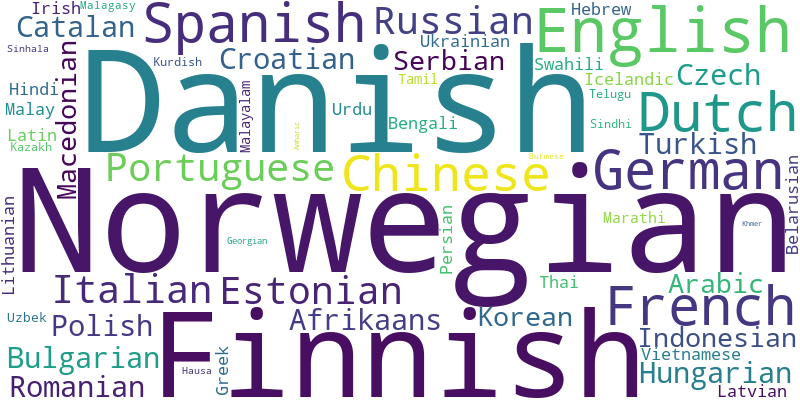 Irish
Malagasy
Catalan
Spanish
Russian
Hebrew
English
Ukrainian
Sinhala
Macedonian
Danish
Croatian
Kurdish
Serbian
Swahili
Czech
Hindi
Tamil
Icelandic
Telugu
Malay
Malayalam
Urdu
Bengali
Dutch
Sindhi
Latin
Kazakh
Amharic
Turkish
Portuguese
Chinese
Burmese
German
Belarusian
Norwegian
Lithuanian
Persian
Marathi
Khmer
Georgian
Italian
Estonian
Thai
Arabic
French
Uzbek
Polish
Finnish
Afrikaans
Korean
Indonesian
Bulgarian
Greek
Vietnamese
Hausa
Hungarian
Romanian
Latvian